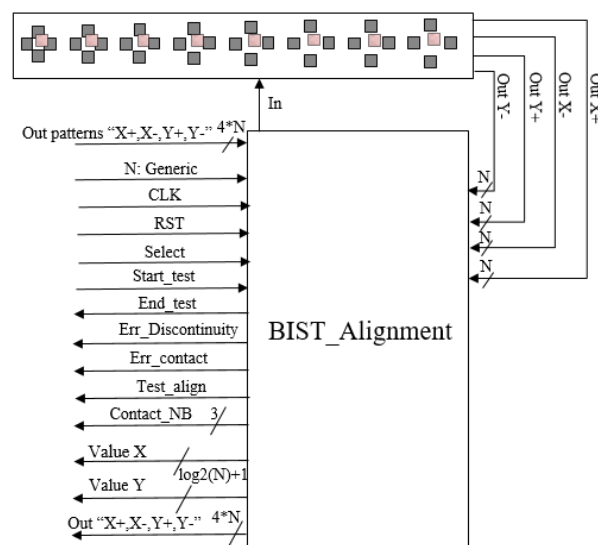 Out Y-
Out Y+
Out X-
Out X+
In
Out patterns “X+,X-,Y+,Y-” 4*N
N: Generic
CLK
RST
Select
Start_test
End_test
Err_Discontinuity
Err_contact
Test_align
Contact_NB 3
Value X
log2(N)+1
Value Y
Out “X+,X-,Y+,Y-” 4*N
BIST_Alignment
N
N
N
N